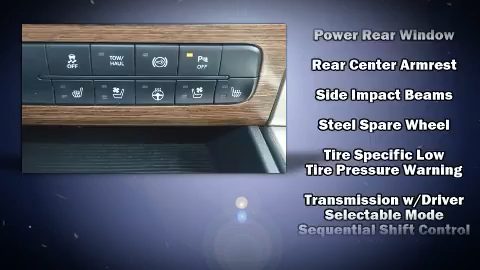 OFF
TOW/
HAUL
P
OFF
Power Rear Window
Rear Center Armrest
Side Impact Beams
Steel Spare Wheel
Tire Specific Low
Tire Pressure Warning
Transmission w/Driver
Selectable Mode
Sequential Shift Control